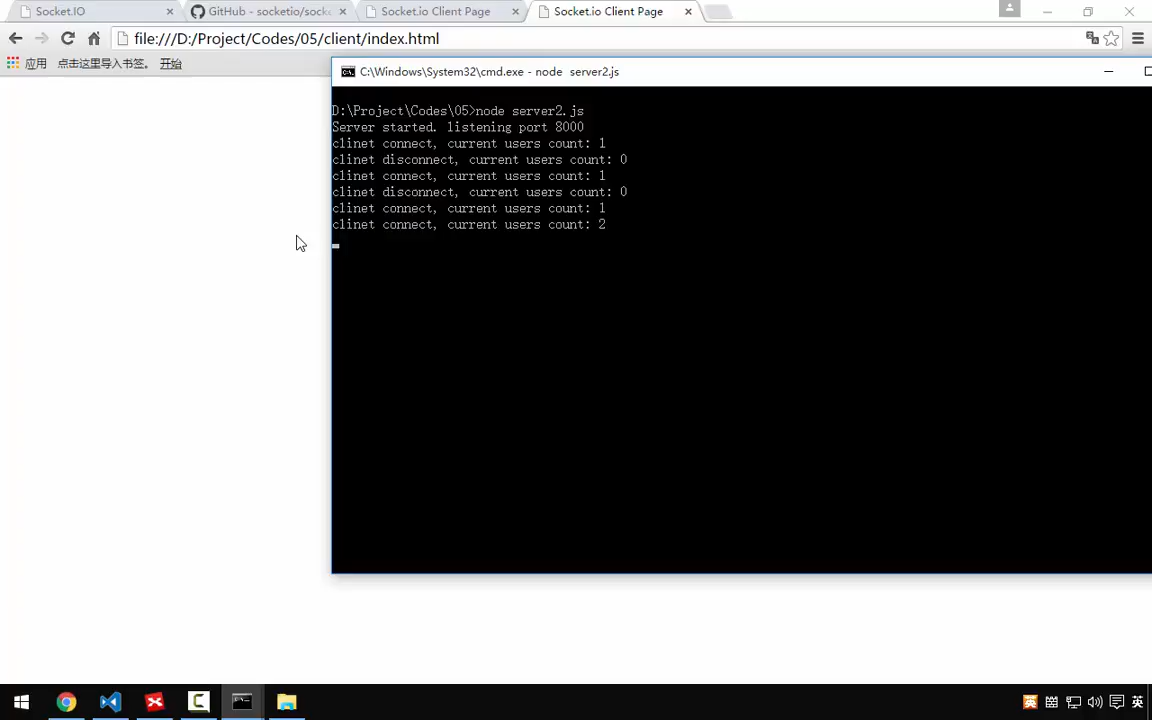 Socket.IO
GitHub - socketio/socke
Socket.io Client Page
Socket.io Client Page
file:///D:/Project/Codes/05/client/index.html
应用
点击这里导入书签。
开始
C:\Windows\System32\cmd.exe - node  server2.js
D:\Project\Codes\05>node server2.js
Server started. listening port 8000
clinet connect, current users count: 1
clinet disconnect, current users count: 0
clinet connect, current users count: 1
clinet disconnect, current users count: 0
clinet connect, current users count: 1
clinet connect, current users count: 2
英